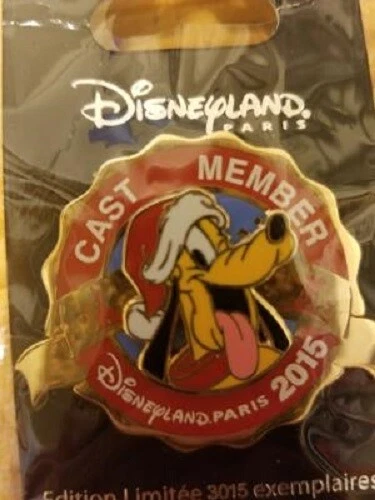 DISNEYLAND.
PARIS
CAST MEMBER
DISNEYLAND PARIS 2015
Edition Limitée 3015 exemplaires